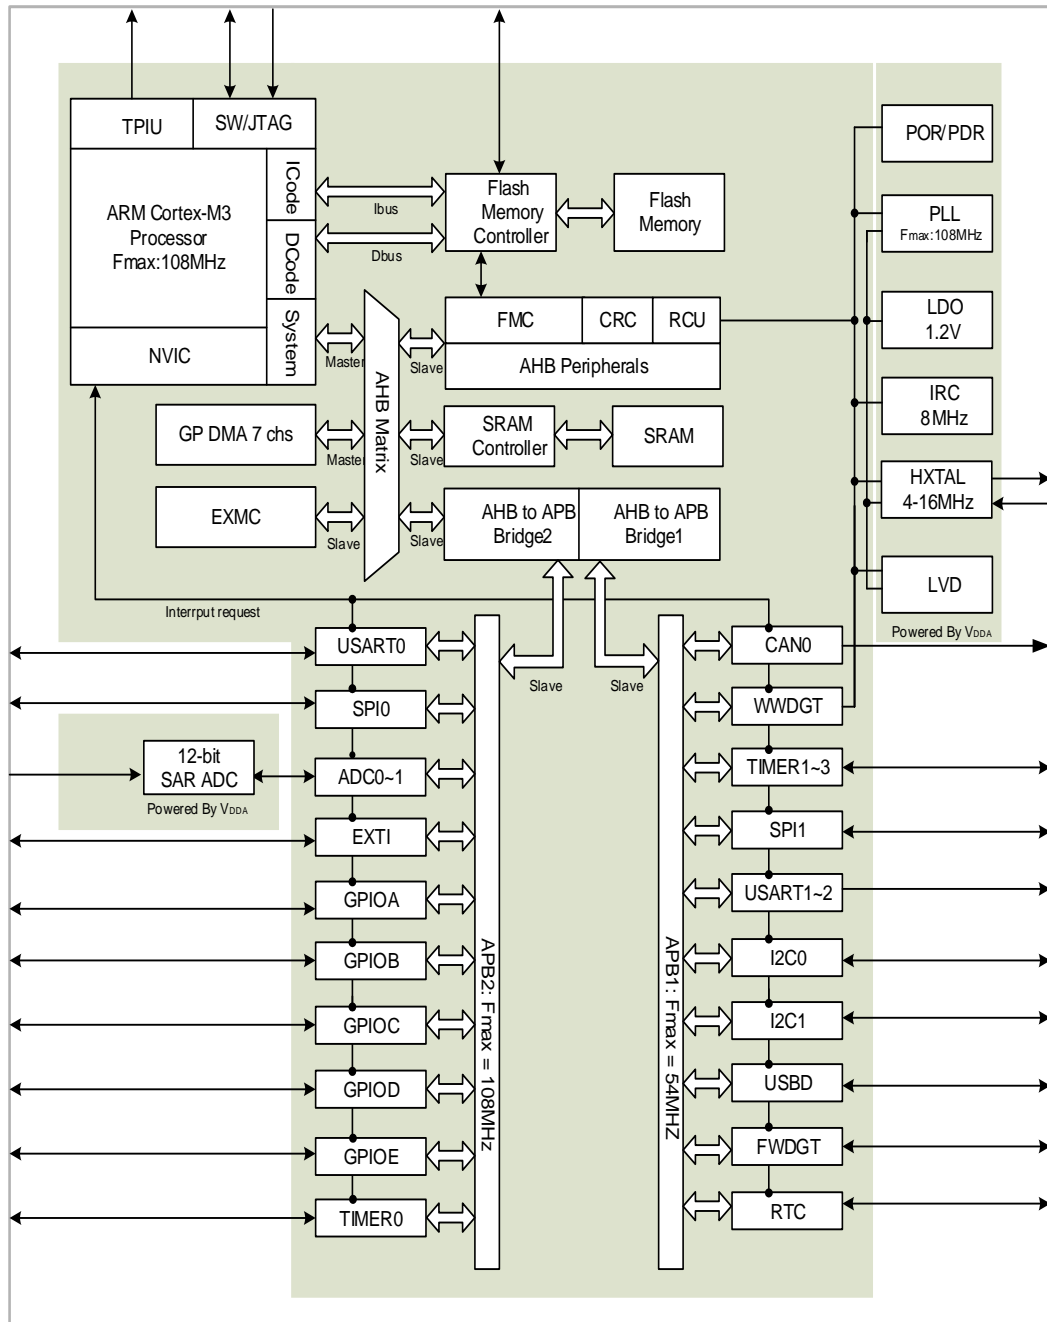 TPIU
SW/JTAG
POR/PDR
ICode
Ibus
Flash
Memory
Controller
Flash
Memory
PLL
Fmax:108MHz
ARM Cortex-M3
Processor
Fmax:108MHz
DCode
Dbus
LDO
1.2V
System
Master
Slave
FMC
CRC
RCU
NVIC
AHB Peripherals
AHB Matrix
IRC
8MHz
GP DMA 7 chs
Master
Slave
SRAM
Controller
SRAM
HXTAL
4-16MHz
EXMC
Slave
Slave
AHB to APB
Bridge2
AHB to APB
Bridge1
LVD
Interrput request
Powered By VDDA
USART0
Slave
Slave
CAN0
SPI0
WWDGT
12-bit
SAR ADC
Powered By VDDA
ADC0~1
TIMER1~3
EXTI
SPI1
GPIOA
USART1~2
APB2: Fmax = 108MHz
APB1: Fmax = 54MHZ
GPIOB
I2C0
GPIOC
I2C1
GPIOD
USBD
GPIOE
FWDGT
TIMER0
RTC